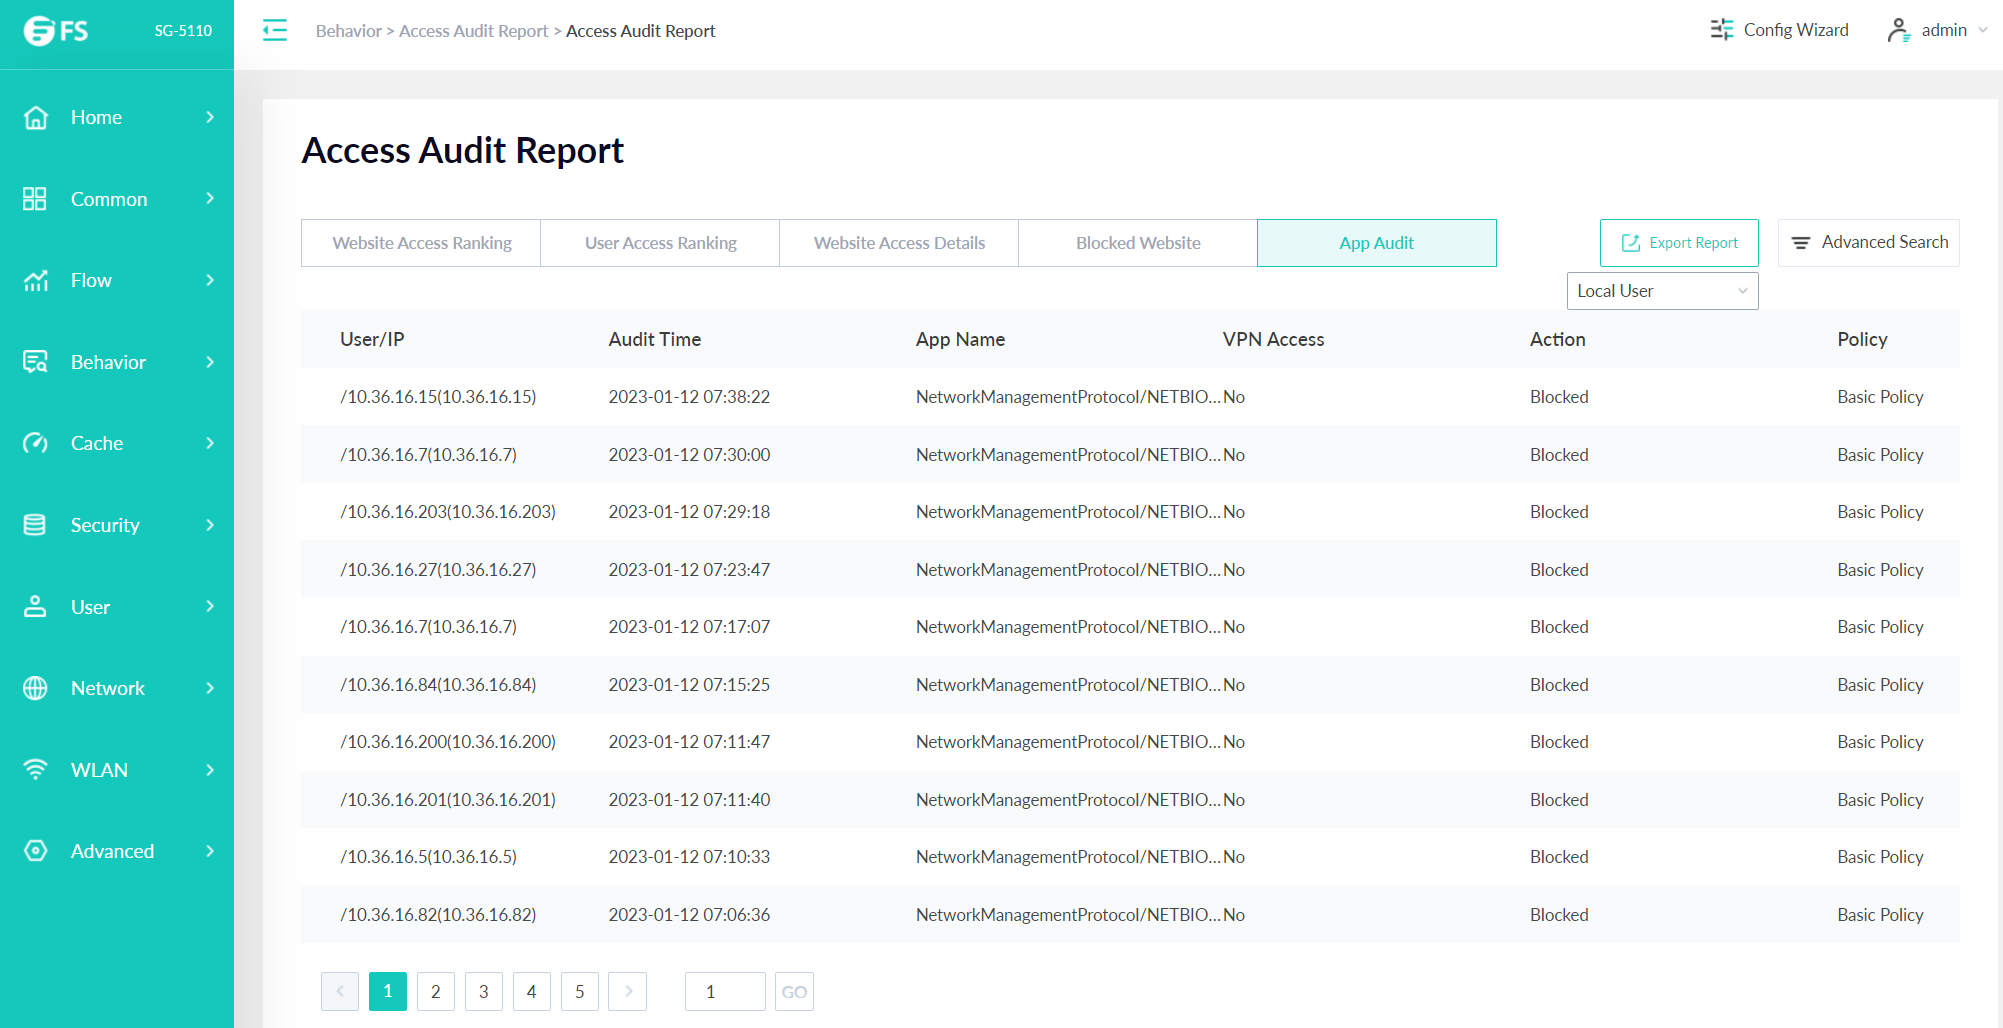 FS SG-5110
Behavior > Access Audit Report > Access Audit Report
Config Wizard
admin
Home
Common
Flow
Behavior
Cache
Security
User
Network
WLAN
Advanced
Access Audit Report
Website Access Ranking User Access Ranking Website Access Details Blocked Website App Audit
Export Report
Advanced Search
Local User
User/IP Audit Time App Name VPN Access Action Policy
/10.36.16.15(10.36.16.15) 2023-01-12 07:38:22 NetworkManagementProtocol/NETBIO... No Blocked Basic Policy
/10.36.16.7(10.36.16.7) 2023-01-12 07:30:00 NetworkManagementProtocol/NETBIO... No Blocked Basic Policy
/10.36.16.203(10.36.16.203) 2023-01-12 07:29:18 NetworkManagementProtocol/NETBIO... No Blocked Basic Policy
/10.36.16.27(10.36.16.27) 2023-01-12 07:23:47 NetworkManagementProtocol/NETBIO... No Blocked Basic Policy
/10.36.16.7(10.36.16.7) 2023-01-12 07:17:07 NetworkManagementProtocol/NETBIO... No Blocked Basic Policy
/10.36.16.84(10.36.16.84) 2023-01-12 07:15:25 NetworkManagementProtocol/NETBIO... No Blocked Basic Policy
/10.36.16.200(10.36.16.200) 2023-01-12 07:11:47 NetworkManagementProtocol/NETBIO... No Blocked Basic Policy
/10.36.16.201(10.36.16.201) 2023-01-12 07:11:40 NetworkManagementProtocol/NETBIO... No Blocked Basic Policy
/10.36.16.5(10.36.16.5) 2023-01-12 07:10:33 NetworkManagementProtocol/NETBIO... No Blocked Basic Policy
/10.36.16.82(10.36.16.82) 2023-01-12 07:06:36 NetworkManagementProtocol/NETBIO... No Blocked Basic Policy
< 1 2 3 4 5 > 1 GO